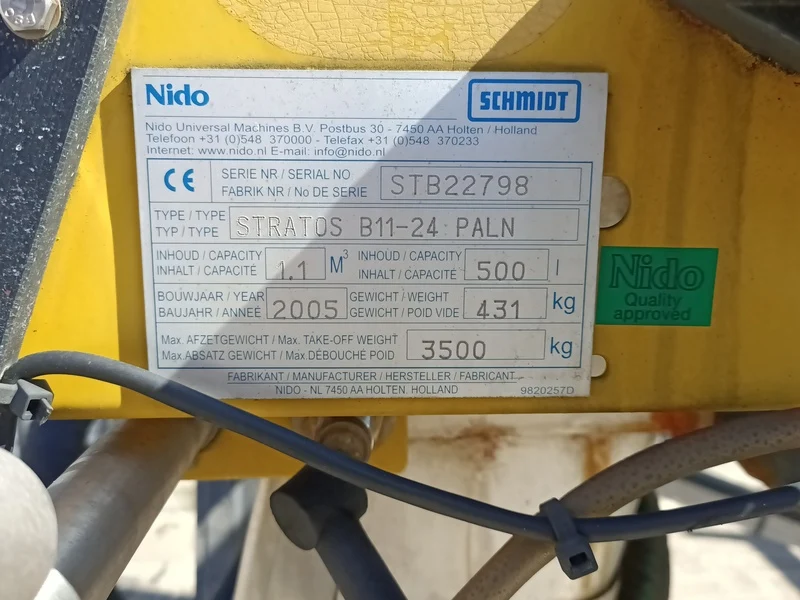 Nido
SCHMIDT
Nido Universal Machines B.V. Postbus 30 - 7450 AA Holten / Holland
Telefoon +31 (0)548 370000 - Telefax +31 (0)548 370233
Internet: www.nido.nl E-mail: info@nido.nl
CE
SERIE NR / SERIAL NO
FABRIK NR / No DE SERIE
STB22798
TYPE / TYPE
TYP / TYPE
STRATOS B11-24 PALN
INHOUD / CAPACITY
INHALT / CAPACITÉ
1.1 M³
INHOUD / CAPACITY
INHALT / CAPACITÉ
500 l
BOUWJAAR / YEAR
BAUJAHR / ANNEÉ
2005
GEWICHT / WEIGHT
GEWICHT / POID VIDE
431 kg
Max. AFZETGEWICHT / Max. TAKE-OFF WEIGHT
Max. ABSATZ GEWICHT / Max. DÉBOUCHÉ POID
3500 kg
FABRIKANT / MANUFACTURER / HERSTELLER / FABRICANT
NIDO - NL 7450 AA HOLTEN. HOLLAND
9820257D
Nido
Quality
approved